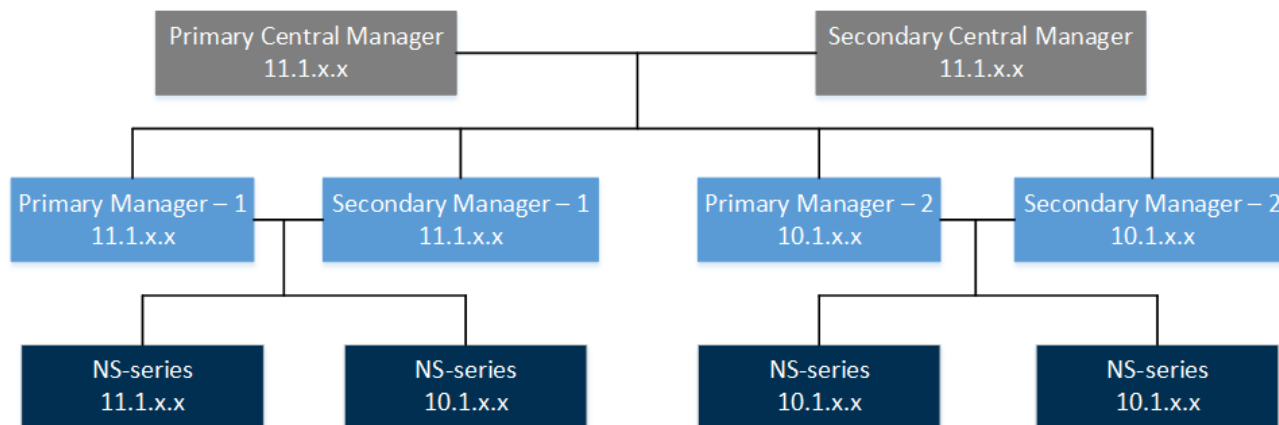 Primary Central Manager
11.1.x.x
Secondary Central Manager
11.1.x.x
Primary Manager – 1
11.1.x.x
Secondary Manager – 1
11.1.x.x
Primary Manager – 2
10.1.x.x
Secondary Manager – 2
10.1.x.x
NS-series
11.1.x.x
NS-series
10.1.x.x
NS-series
10.1.x.x
NS-series
10.1.x.x